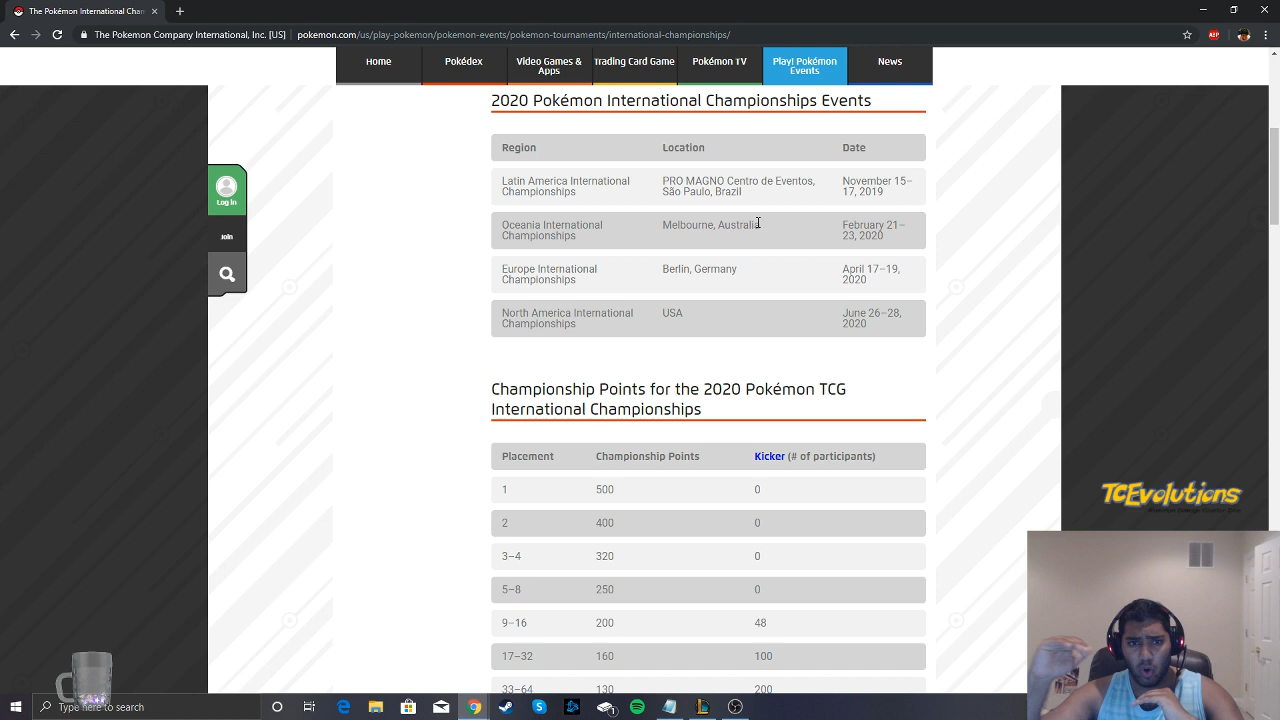 The Pokémon International Cham
The Pokemon Company International, Inc. [US]
pokemon.com/us/play-pokemon/pokemon-events/pokemon-tournaments/international-championships/
ABP
Home
Pokédex
Video Games &
Apps
Trading Card Game
Pokémon TV
Play! Pokémon
Events
News
Log In
Join
2020 Pokémon International Championships Events
Region Location Date
Latin America International
Championships
PRO MAGNO Centro de Eventos,
São Paulo, Brazil
November 15–
17, 2019
Oceania International
Championships
Melbourne, Australia
February 21–
23, 2020
Europe International
Championships
Berlin, Germany
April 17–19,
2020
North America International
Championships
USA
June 26–28,
2020
Championship Points for the 2020 Pokémon TCG
International Championships
Placement Championship Points Kicker (# of participants)
1 500 0
2 400 0
3–4 320 0
5–8 250 0
9–16 200 48
17–32 160 100
33–64 130 200
TCEvolutions
Type here to search